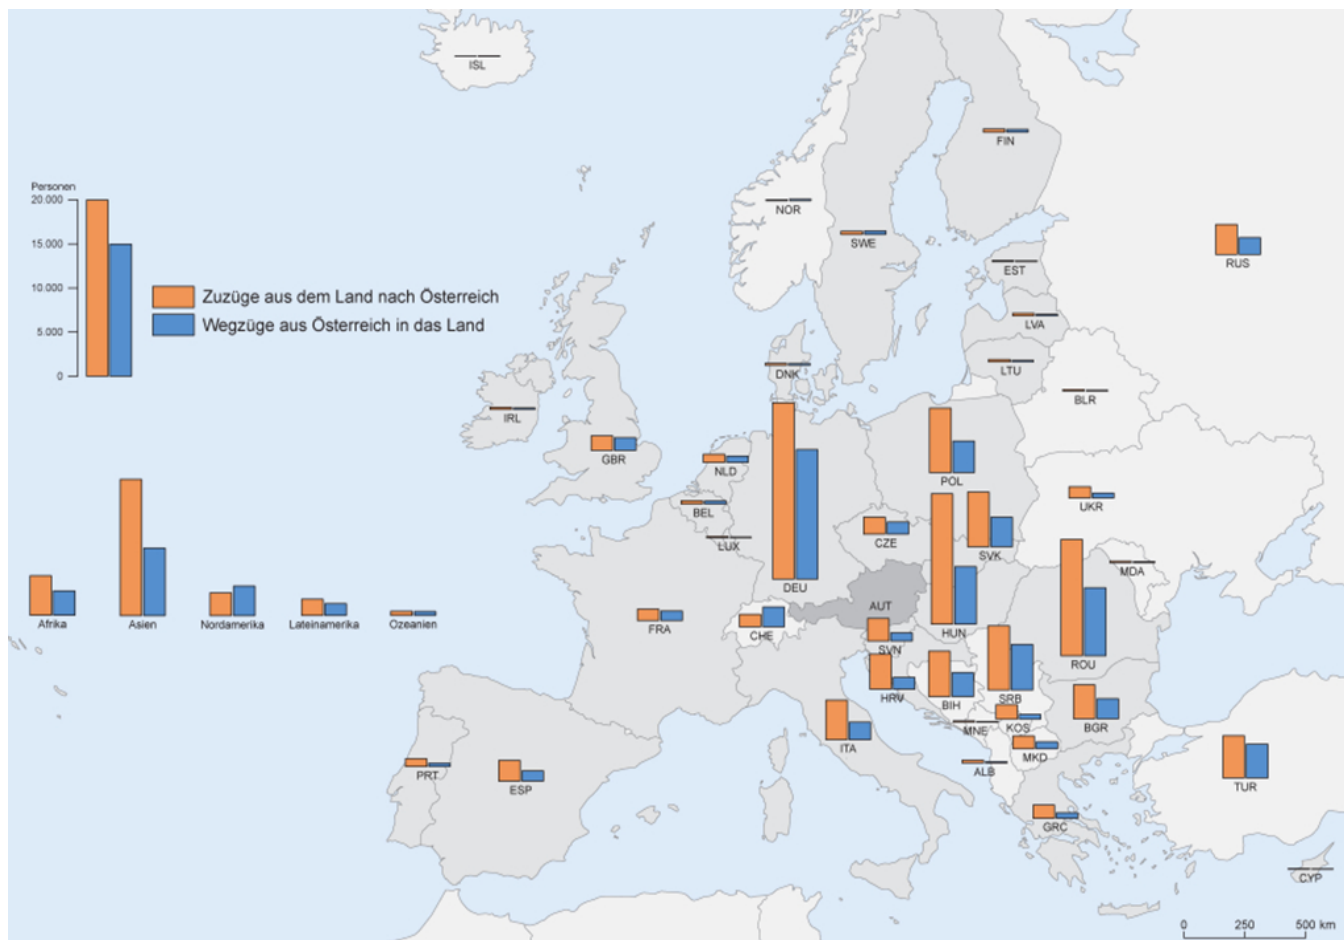 ISL
FIN
Personen
20.000
15.000
10.000
5.000
0
Zuzüge aus dem Land nach Österreich
Wegzüge aus Österreich in das Land
NOR
SWE
RUS
EST
LVA
DNK
LTU
BLR
IRL
GBR
NLD
POL
BEL
UKR
LUX
CZE
SVK
MDA
DEU
AUT
Afrika
Asien
Nordamerika
Lateinamerika
Ozeanien
FRA
CHE
HUN
SVN
ROU
HRV
BIH
SRB
MNE
KOS
BGR
ITA
MKD
PRT
ESP
ALB
TUR
GRC
CYP
0 250 500 km